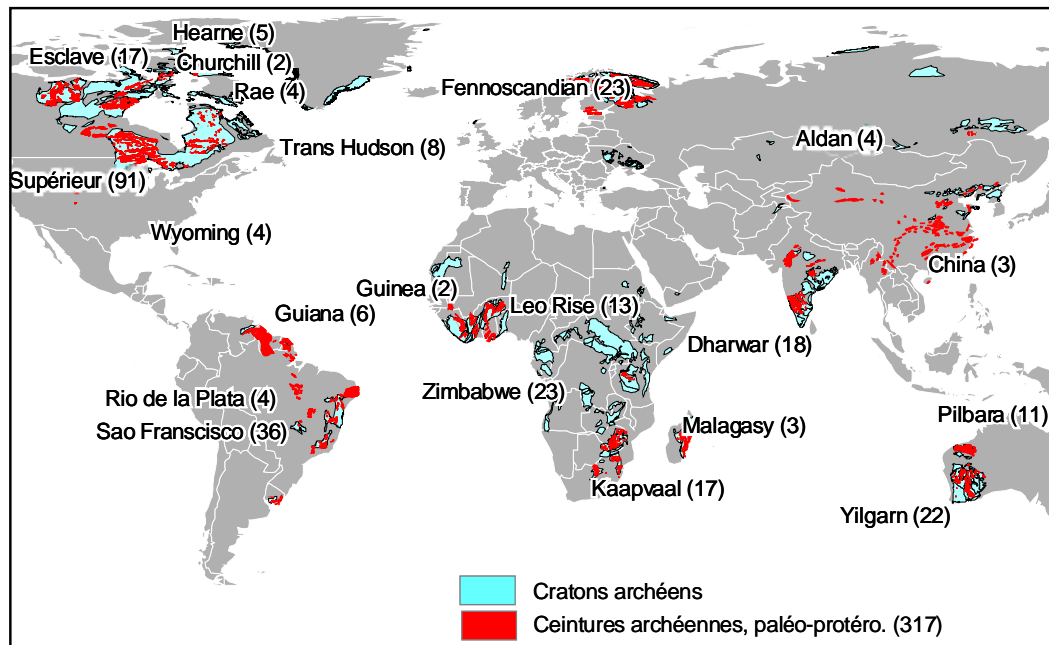 Hearne (5)
Esclave (17)
Churchill (2)
Rae (4)
Fennoscandian (23)
Trans Hudson (8)
Aldan (4)
Supérieur (91)
Wyoming (4)
China (3)
Guinea (2)
Leo Rise (13)
Guiana (6)
Dharwar (18)
Rio de la Plata (4)
Zimbabwe (23)
Sao Franscisco (36)
Malagasy (3)
Pilbara (11)
Kaapvaal (17)
Yilgarn (22)
Cratons archéens
Ceintures archéennes, paléo-protéro. (317)